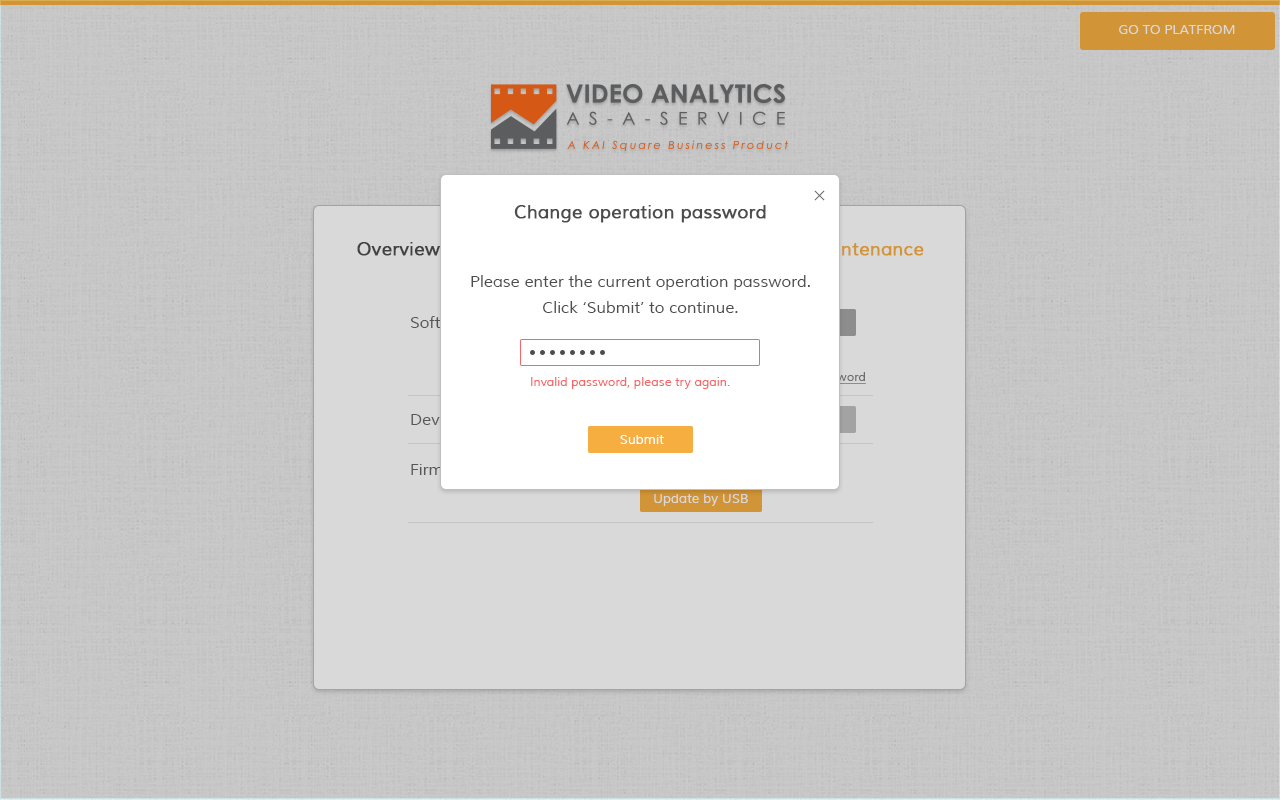 GO TO PLATFROM
VIDEO ANALYTICS
AS-A-SERVICE
A KAI Square Business Product
Change operation password
Overview
ntenance
Please enter the current operation password.
Click ‘Submit’ to continue.
Soft
Invalid password, please try again.
word
Dev
Submit
Firm
Update by USB